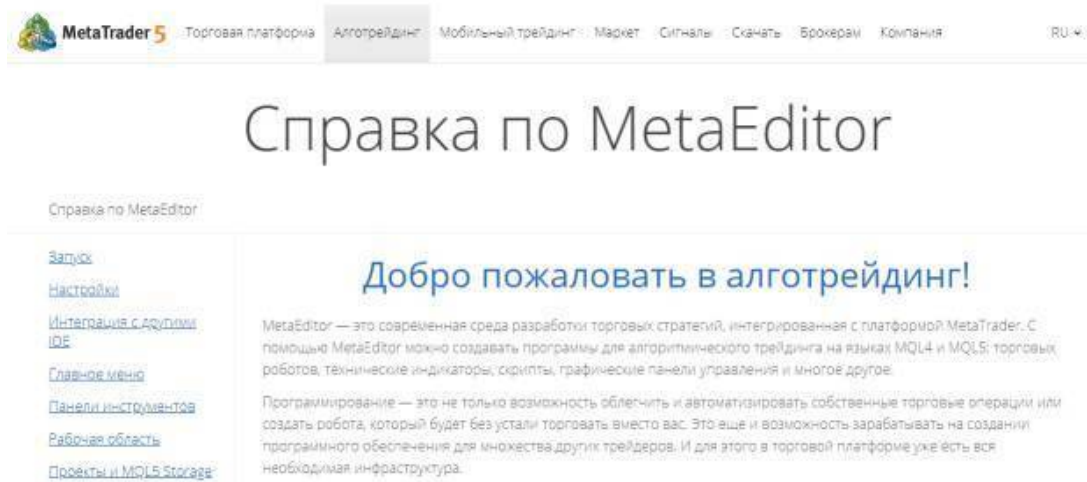 MetaTrader 5 Торговая платформа Алготрейдинг Мобильный трейдинг Маркет Сигналы Скачать Брокерам Компания RU
Справка по MetaEditor
Справка по MetaEditor
Запуск
Настройки
Интеграция с другими
IDE
Главное меню
Панели инструментов
Рабочая область
Проекты и MQL5 Storage
Добро пожаловать в алготрейдинг!
MetaEditor — это современная среда разработки торговых стратегий, интегрированная с платформой MetaTrader. С
помощью MetaEditor можно создавать программы для алгоритмического трейдинга на языках MQL4 и MQL5: торговых
роботов, технические индикаторы, скрипты, графические панели управления и многое другое.
Программирование — это не только возможность облегчить и автоматизировать собственные торговые операции или
создать робота, который будет без устали торговать вместо вас. Это еще и возможность зарабатывать на создании
программного обеспечения для множества других трейдеров. И для этого в торговой платформе уже есть вся
необходимая инфраструктура.